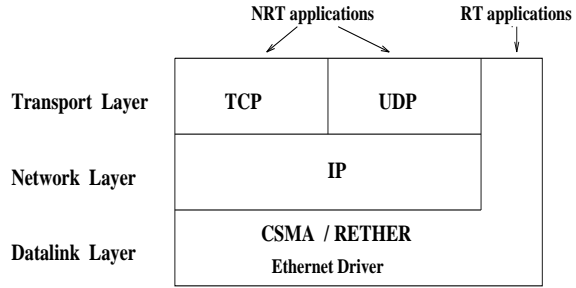 NRT applications
RT applications
Transport Layer
TCP
UDP
Network Layer
IP
Datalink Layer
CSMA / RETHER
Ethernet Driver